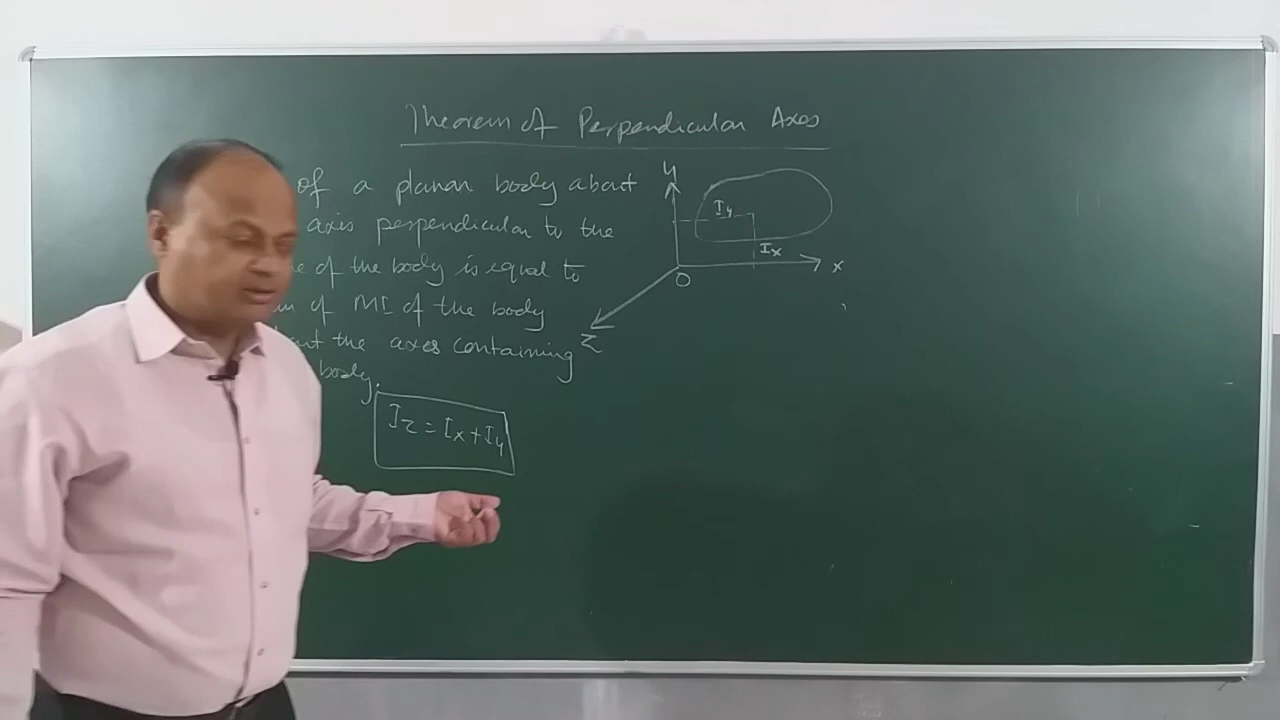 Theorem of Perpendicular Axes
of a planar body about
axis perpendicular to the
of the body is equal to
of MI of the body
the axes containing
body.
y
Iy
Ix
x
O
Z
Iz = Ix + Iy